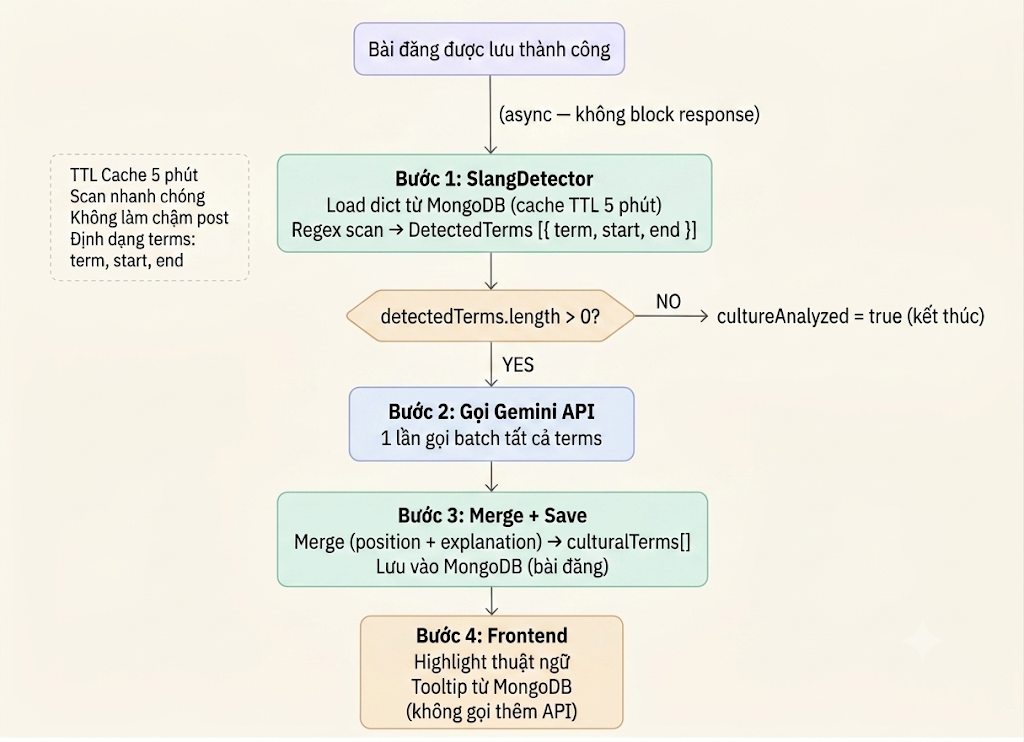 Bài đăng được lưu thành công
(async — không block response)
TTL Cache 5 phút
Scan nhanh chóng
Không làm chậm post
Định dạng terms:
term, start, end
Bước 1: SlangDetector
Load dict từ MongoDB (cache TTL 5 phút)
Regex scan → DetectedTerms [{ term, start, end }]
detectedTerms.length > 0?
NO
cultureAnalyzed = true (kết thúc)
YES
Bước 2: Gọi Gemini API
1 lần gọi batch tất cả terms
Bước 3: Merge + Save
Merge (position + explanation) → culturalTerms[]
Lưu vào MongoDB (bài đăng)
Bước 4: Frontend
Highlight thuật ngữ
Tooltip từ MongoDB
(không gọi thêm API)